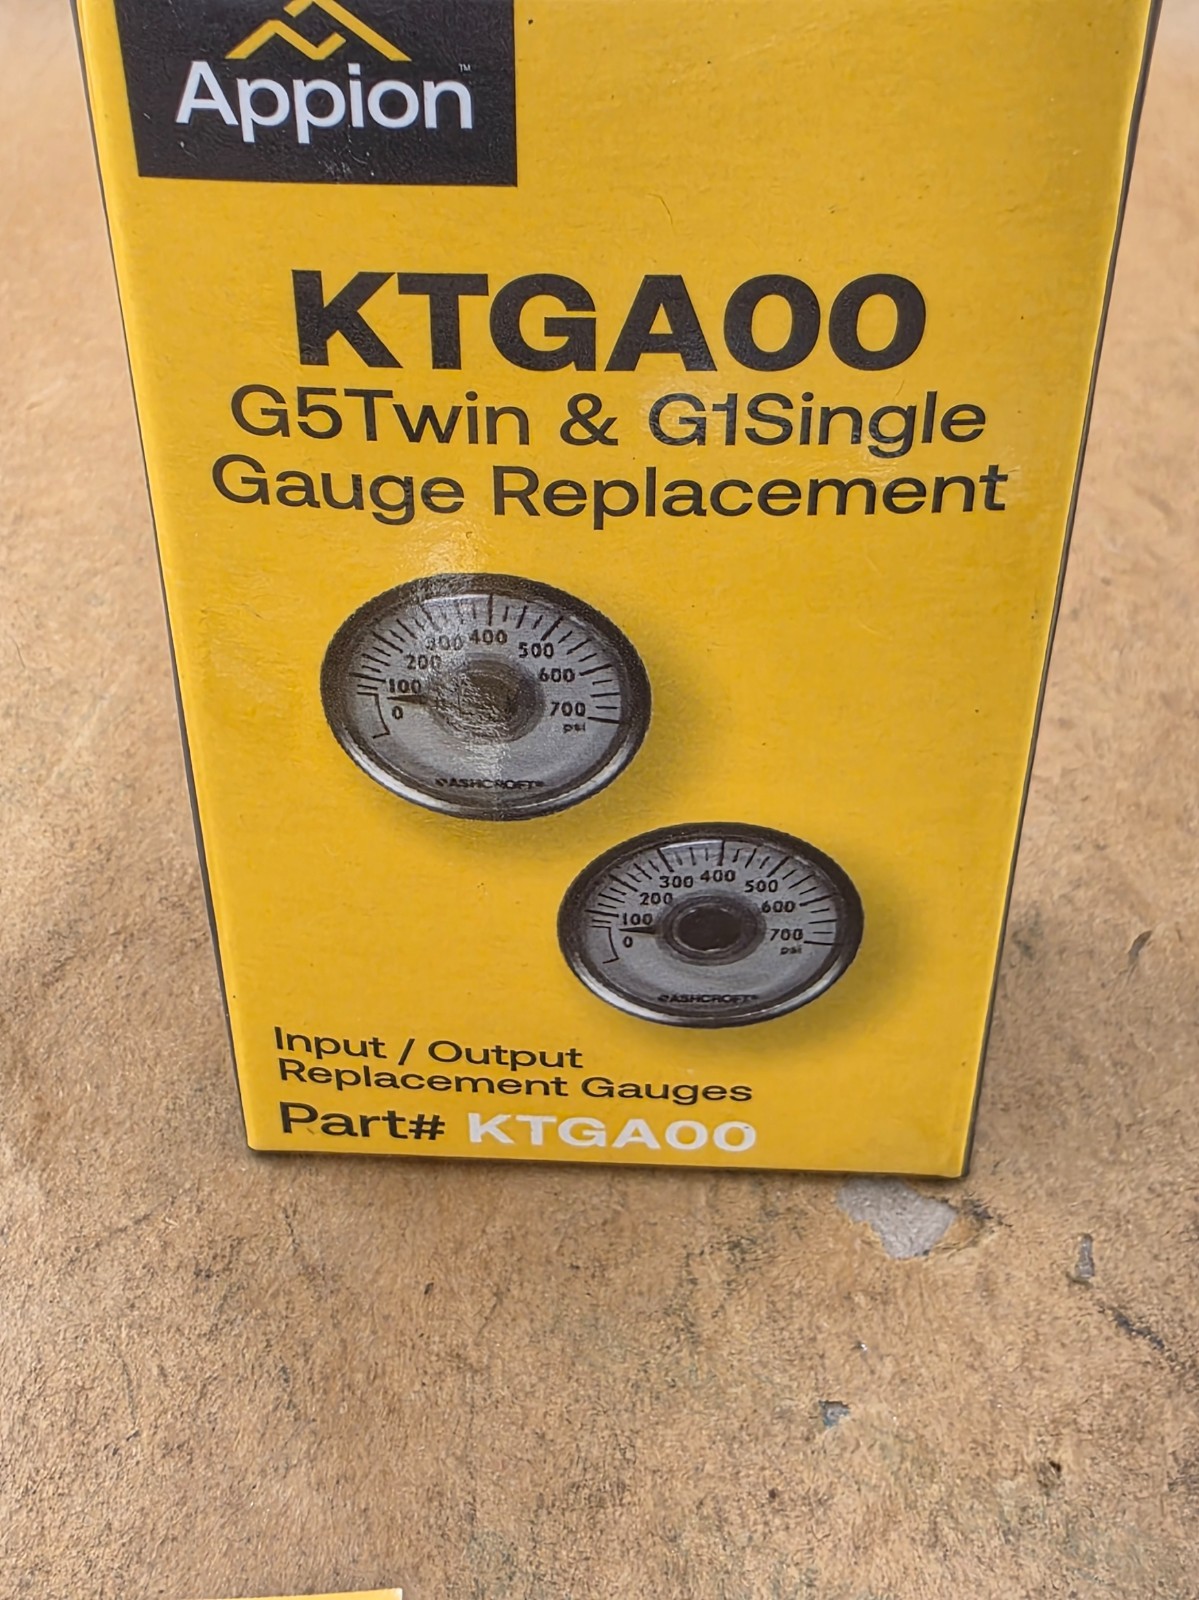 Appion™
KTGA00
G5Twin & G1Single
Gauge Replacement
0 100 200 300 400 500 600 700
psi
ASHCROFT®
0 100 200 300 400 500 600 700
psi
ASHCROFT®
Input / Output
Replacement Gauges
Part# KTGA00